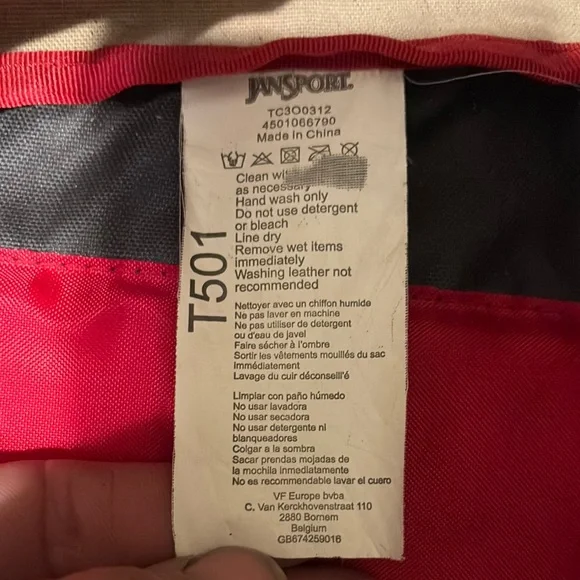 JANSPORT.
TC3O0312
4501066790
Made in China
Clean
as necessary
Hand wash only
Do not use detergent
or bleach
Line dry
Remove wet items
immediately
Washing leather not
recommended
T501
Nettoyer avec un chiffon humide
Ne pas laver en machine
Ne pas utiliser de detergent
ou d'eau de javel
Faire sécher à l'ombre
Sortir les vêtements mouillés du sac
Immédiatement
Lavage du cuir déconseill'é
Limpiar con paño húmedo
No usar lavadora
No usar secadora
No usar detergente ni
blanqueadores
Colgar a la sombra
Sacar prendas mojadas de
la mochila inmediatamente
No es recommendable lavar el cuero
VF Europe bvba
C. Van Kerckhovenstraat 110
2880 Bornem
Belgium
GB674259016